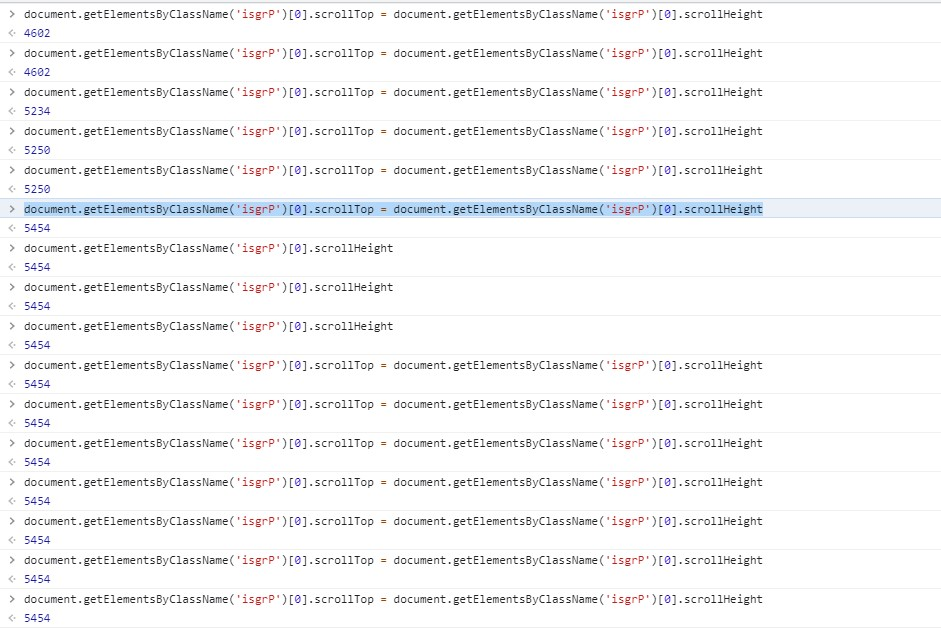 > document.getElementsByClassName('isgrP')[0].scrollTop = document.getElementsByClassName('isgrP')[0].scrollHeight
4602
> document.getElementsByClassName('isgrP')[0].scrollTop = document.getElementsByClassName('isgrP')[0].scrollHeight
4602
> document.getElementsByClassName('isgrP')[0].scrollTop = document.getElementsByClassName('isgrP')[0].scrollHeight
5234
> document.getElementsByClassName('isgrP')[0].scrollTop = document.getElementsByClassName('isgrP')[0].scrollHeight
5250
> document.getElementsByClassName('isgrP')[0].scrollTop = document.getElementsByClassName('isgrP')[0].scrollHeight
5250
> document.getElementsByClassName('isgrP')[0].scrollTop = document.getElementsByClassName('isgrP')[0].scrollHeight
5454
> document.getElementsByClassName('isgrP')[0].scrollHeight
5454
> document.getElementsByClassName('isgrP')[0].scrollHeight
5454
> document.getElementsByClassName('isgrP')[0].scrollHeight
5454
> document.getElementsByClassName('isgrP')[0].scrollTop = document.getElementsByClassName('isgrP')[0].scrollHeight
5454
> document.getElementsByClassName('isgrP')[0].scrollTop = document.getElementsByClassName('isgrP')[0].scrollHeight
5454
> document.getElementsByClassName('isgrP')[0].scrollTop = document.getElementsByClassName('isgrP')[0].scrollHeight
5454
> document.getElementsByClassName('isgrP')[0].scrollTop = document.getElementsByClassName('isgrP')[0].scrollHeight
5454
> document.getElementsByClassName('isgrP')[0].scrollTop = document.getElementsByClassName('isgrP')[0].scrollHeight
5454
> document.getElementsByClassName('isgrP')[0].scrollTop = document.getElementsByClassName('isgrP')[0].scrollHeight
5454
> document.getElementsByClassName('isgrP')[0].scrollTop = document.getElementsByClassName('isgrP')[0].scrollHeight
5454